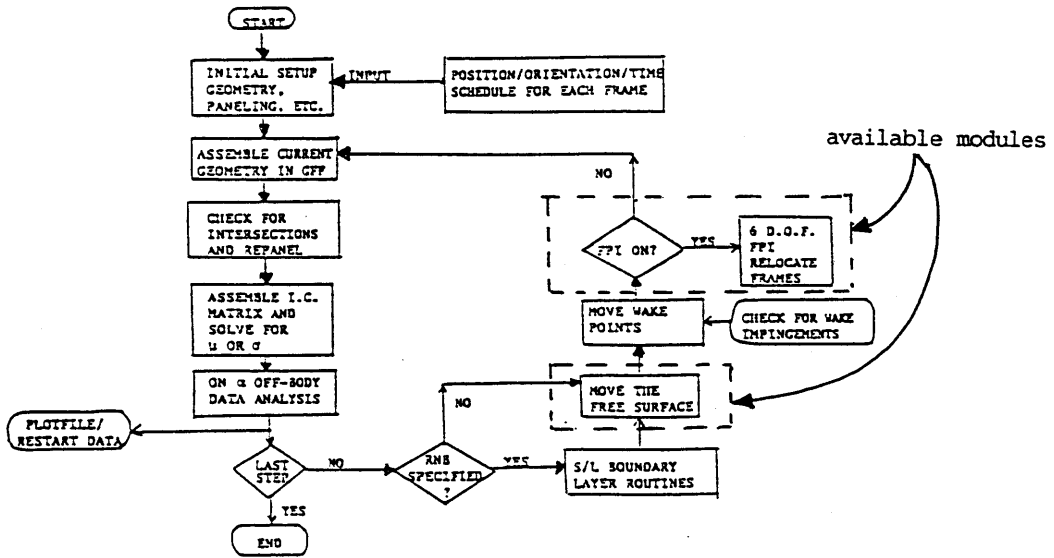 START
INITIAL SETUP
GEOMETRY,
PANELING, ETC.
INPUT
POSITION/ORIENTATION/TIME
SCHEDULE FOR EACH FRAME
ASSEMBLE CURRENT
GEOMETRY IN GFF
available modules
NO
CHECK FOR
INTERSECTIONS
AND REPANEL
FPI ON?
YES
6 D.O.F.
FPI
RELOCATE
FRAMES
ASSEMBLE I.C.
MATRIX AND
SOLVE FOR
μ OR σ
MOVE WAKE
POINTS
CHECK FOR WAKE
IMPINGEMENTS
ON α OFF-BODY
DATA ANALYSIS
NO
MOVE THE
FREE SURFACE
PLOTFILE/
RESTART DATA
LAST
STEP
NO
RNB
SPECIFIED
?
YES
S/L BOUNDARY
LAYER ROUTINES
YES
END